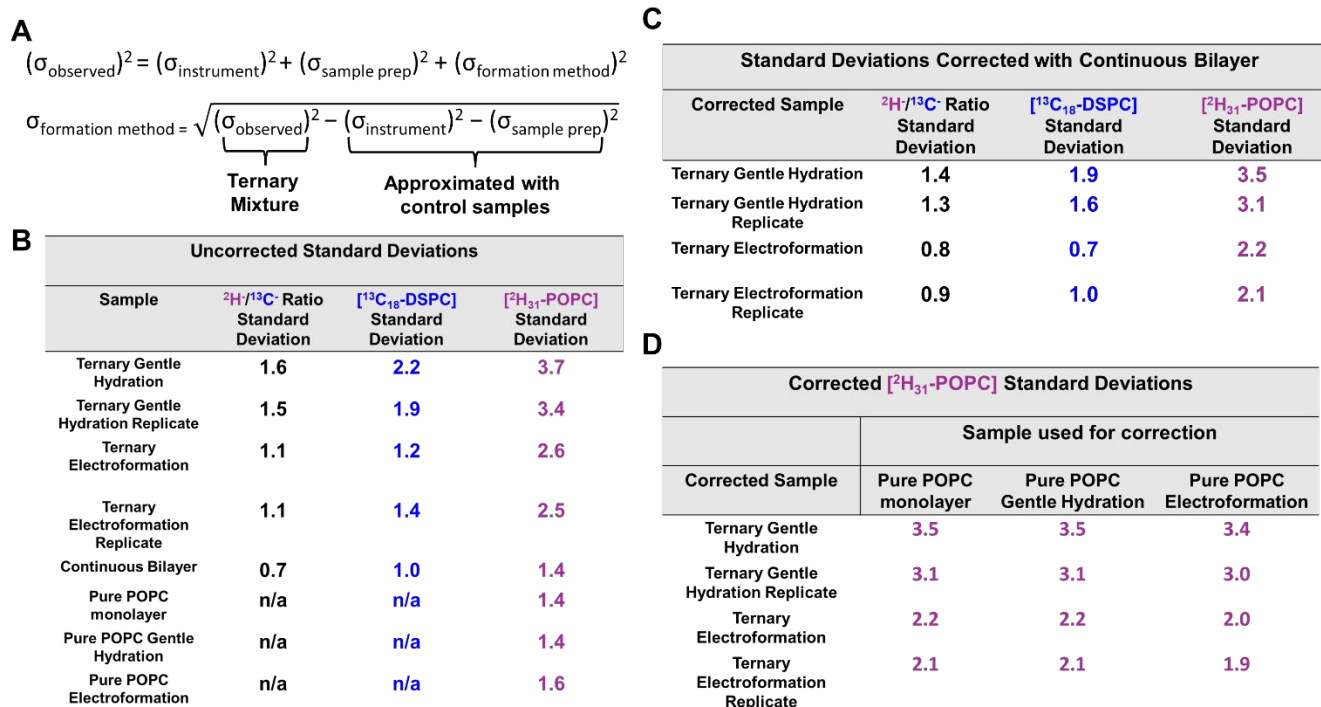 A
(σobserved)² = (σinstrument)² + (σsample prep)² + (σformation method)²
σformation method = √(σobserved)² − (σinstrument)² − (σsample prep)²
Ternary Mixture
Approximated with control samples
B
Uncorrected Standard Deviations
Sample ²H⁻/¹³C⁻ Ratio Standard Deviation [¹³C₁₈-DSPC] Standard Deviation [²H₃₁-POPC] Standard Deviation
Ternary Gentle Hydration 1.6 2.2 3.7
Ternary Gentle Hydration Replicate 1.5 1.9 3.4
Ternary Electroformation 1.1 1.2 2.6
Ternary Electroformation Replicate 1.1 1.4 2.5
Continuous Bilayer 0.7 1.0 1.4
Pure POPC monolayer n/a n/a 1.4
Pure POPC Gentle Hydration n/a n/a 1.4
Pure POPC Electroformation n/a n/a 1.6
C
Standard Deviations Corrected with Continuous Bilayer
Corrected Sample ²H⁻/¹³C⁻ Ratio Standard Deviation [¹³C₁₈-DSPC] Standard Deviation [²H₃₁-POPC] Standard Deviation
Ternary Gentle Hydration 1.4 1.9 3.5
Ternary Gentle Hydration Replicate 1.3 1.6 3.1
Ternary Electroformation 0.8 0.7 2.2
Ternary Electroformation Replicate 0.9 1.0 2.1
D
Corrected [²H₃₁-POPC] Standard Deviations
Sample used for correction
Corrected Sample Pure POPC monolayer Pure POPC Gentle Hydration Pure POPC Electroformation
Ternary Gentle Hydration 3.5 3.5 3.4
Ternary Gentle Hydration Replicate 3.1 3.1 3.0
Ternary Electroformation 2.2 2.2 2.0
Ternary Electroformation Replicate 2.1 2.1 1.9